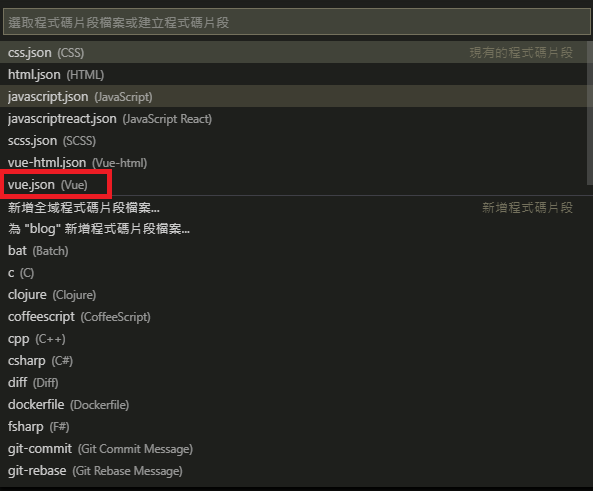 選取程式碼片段檔案或建立程式碼片段
css.json (CSS) 現有的程式碼片段
html.json (HTML)
javascript.json (JavaScript)
javascriptreact.json (JavaScript React)
scss.json (SCSS)
vue-html.json (Vue-html)
vue.json (Vue)
新增全域程式碼片段檔案... 新增程式碼片段
為 "blog" 新增程式碼片段檔案...
bat (Batch)
c (C)
clojure (Clojure)
coffeescript (CoffeeScript)
cpp (C++)
csharp (C#)
diff (Diff)
dockerfile (Dockerfile)
fsharp (F#)
git-commit (Git Commit Message)
git-rebase (Git Rebase Message)